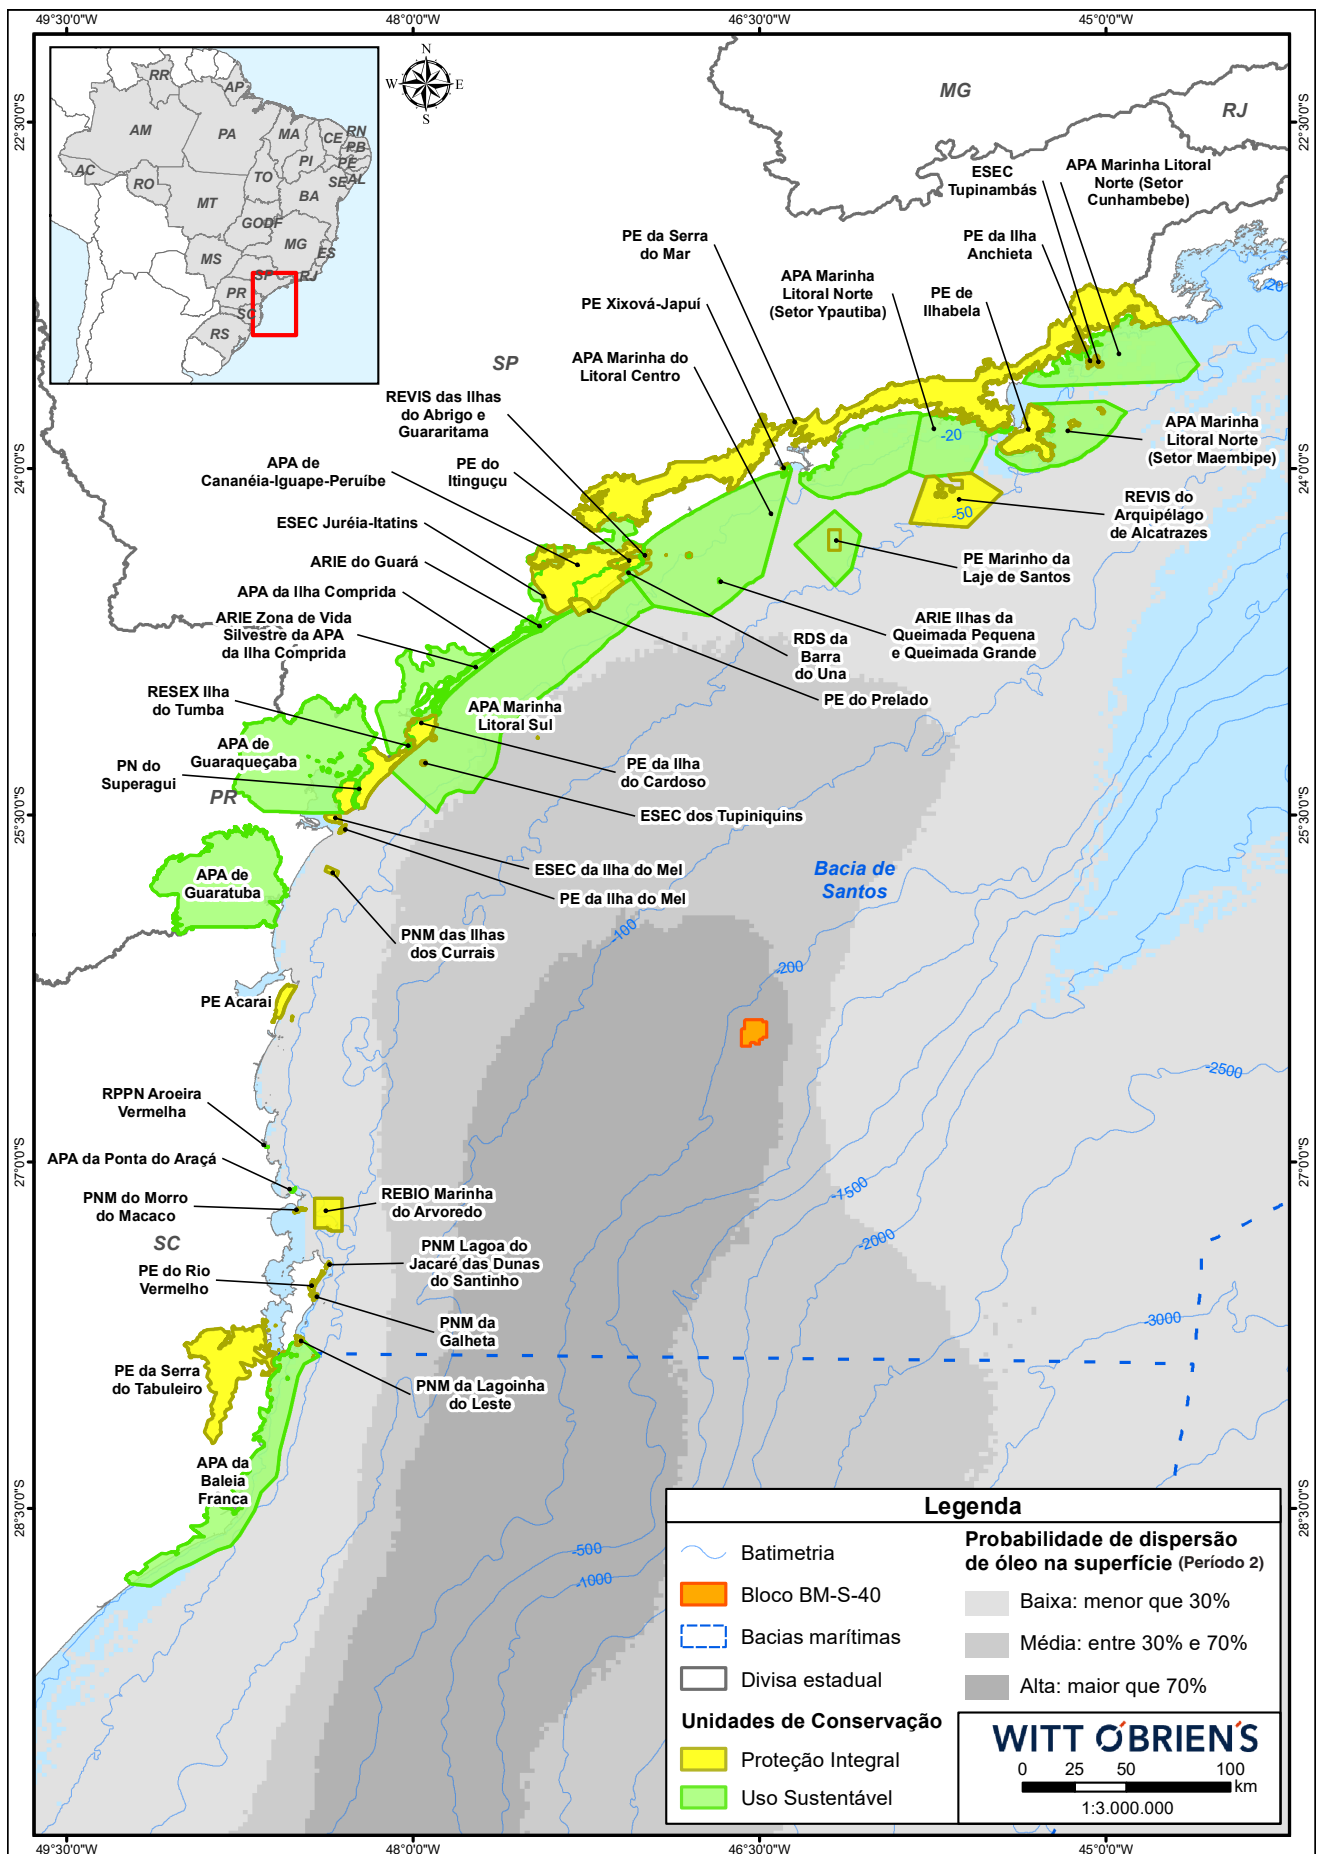 49°30'0"W
48°0'0"W
46°30'0"W
45°0'0"W
22°30'0"S
24°0'0"S
25°30'0"S
27°0'0"S
28°30'0"S
22°30'0"S
24°0'0"S
25°30'0"S
27°0'0"S
28°30'0"S
RR
AP
AM
PA
MA
CE
RN
PB
PE
PI
AC
RO
TO
SE
AL
MT
BA
GO
DF
MG
ES
MS
SP
RJ
PR
SC
RS
N
W
E
S
MG
RJ
SP
PR
SC
ESEC
Tupinambás
APA Marinha Litoral
Norte (Setor
Cunhambebe)
PE da Serra
do Mar
PE da Ilha
Anchieta
APA Marinha
Litoral Norte
(Setor Ypautiba)
PE de
Ilhabela
PE Xixová-Japuí
APA Marinha do
Litoral Centro
REVIS das Ilhas
do Abrigo e
Guararitama
APA Marinha
Litoral Norte
(Setor Maembipe)
APA de
Cananéia-Iguape-Peruíbe
PE do
Itinguçu
REVIS do
Arquipélago
de Alcatrazes
ESEC Juréia-Itatins
ARIE do Guará
PE Marinho da
Laje de Santos
APA da Ilha Comprida
ARIE Zona de Vida
Silvestre da APA
da Ilha Comprida
ARIE Ilhas da
Queimada Pequena
e Queimada Grande
RDS da
Barra
do Una
PE do Prelado
RESEX Ilha
do Tumba
APA Marinha
Litoral Sul
APA de
Guaraqueçaba
PN do
Superagui
PE da Ilha
do Cardoso
ESEC dos Tupiniquins
ESEC da Ilha do Mel
PE da Ilha do Mel
APA de
Guaratuba
PNM das Ilhas
dos Currais
Bacia de
Santos
PE Acarai
RPPN Aroeira
Vermelha
APA da Ponta do Araçá
PNM do Morro
do Macaco
REBIO Marinha
do Arvoredo
PNM Lagoa do
Jacaré das Dunas
do Santinho
PE do Rio
Vermelho
PNM da
Galheta
PE da Serra
do Tabuleiro
PNM da Lagoinha
do Leste
APA da
Baleia
Franca
-20
-20
-50
-100
-200
-2500
-1500
-2000
-3000
-500
-1000
Legenda
Batimetria
Bloco BM-S-40
Bacias marítimas
Divisa estadual
Unidades de Conservação
Proteção Integral
Uso Sustentável
Probabilidade de dispersão
de óleo na superfície (Período 2)
Baixa: menor que 30%
Média: entre 30% e 70%
Alta: maior que 70%
WITT O'BRIEN'S
0 25 50 100
km
1:3.000.000
49°30'0"W
48°0'0"W
46°30'0"W
45°0'0"W